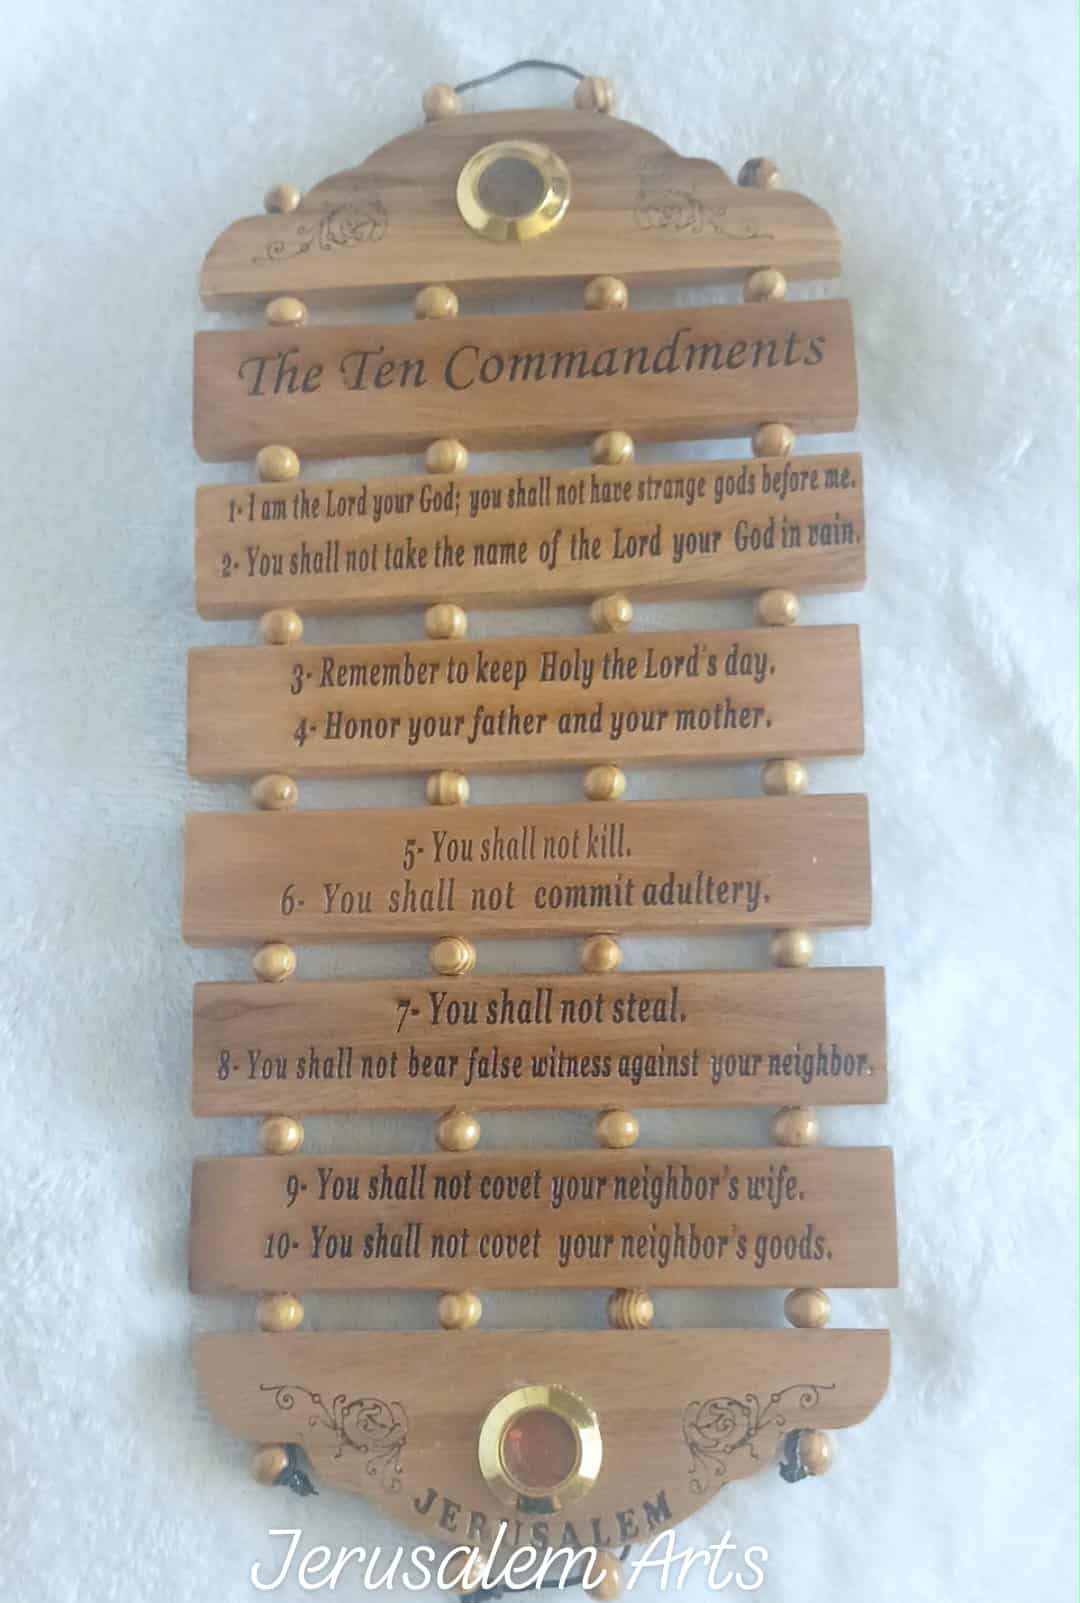 The Ten Commandments
1- I am the Lord your God; you shall not have strange gods before me.
2- You shall not take the name of the Lord your God in vain.
3- Remember to keep Holy the Lord's day.
4- Honor your father and your mother.
5- You shall not kill.
6- You shall not commit adultery.
7- You shall not steal.
8- You shall not bear false witness against your neighbor.
9- You shall not covet your neighbor's wife.
10- You shall not covet your neighbor's goods.
JERUSALEM
Jerusalem Arts